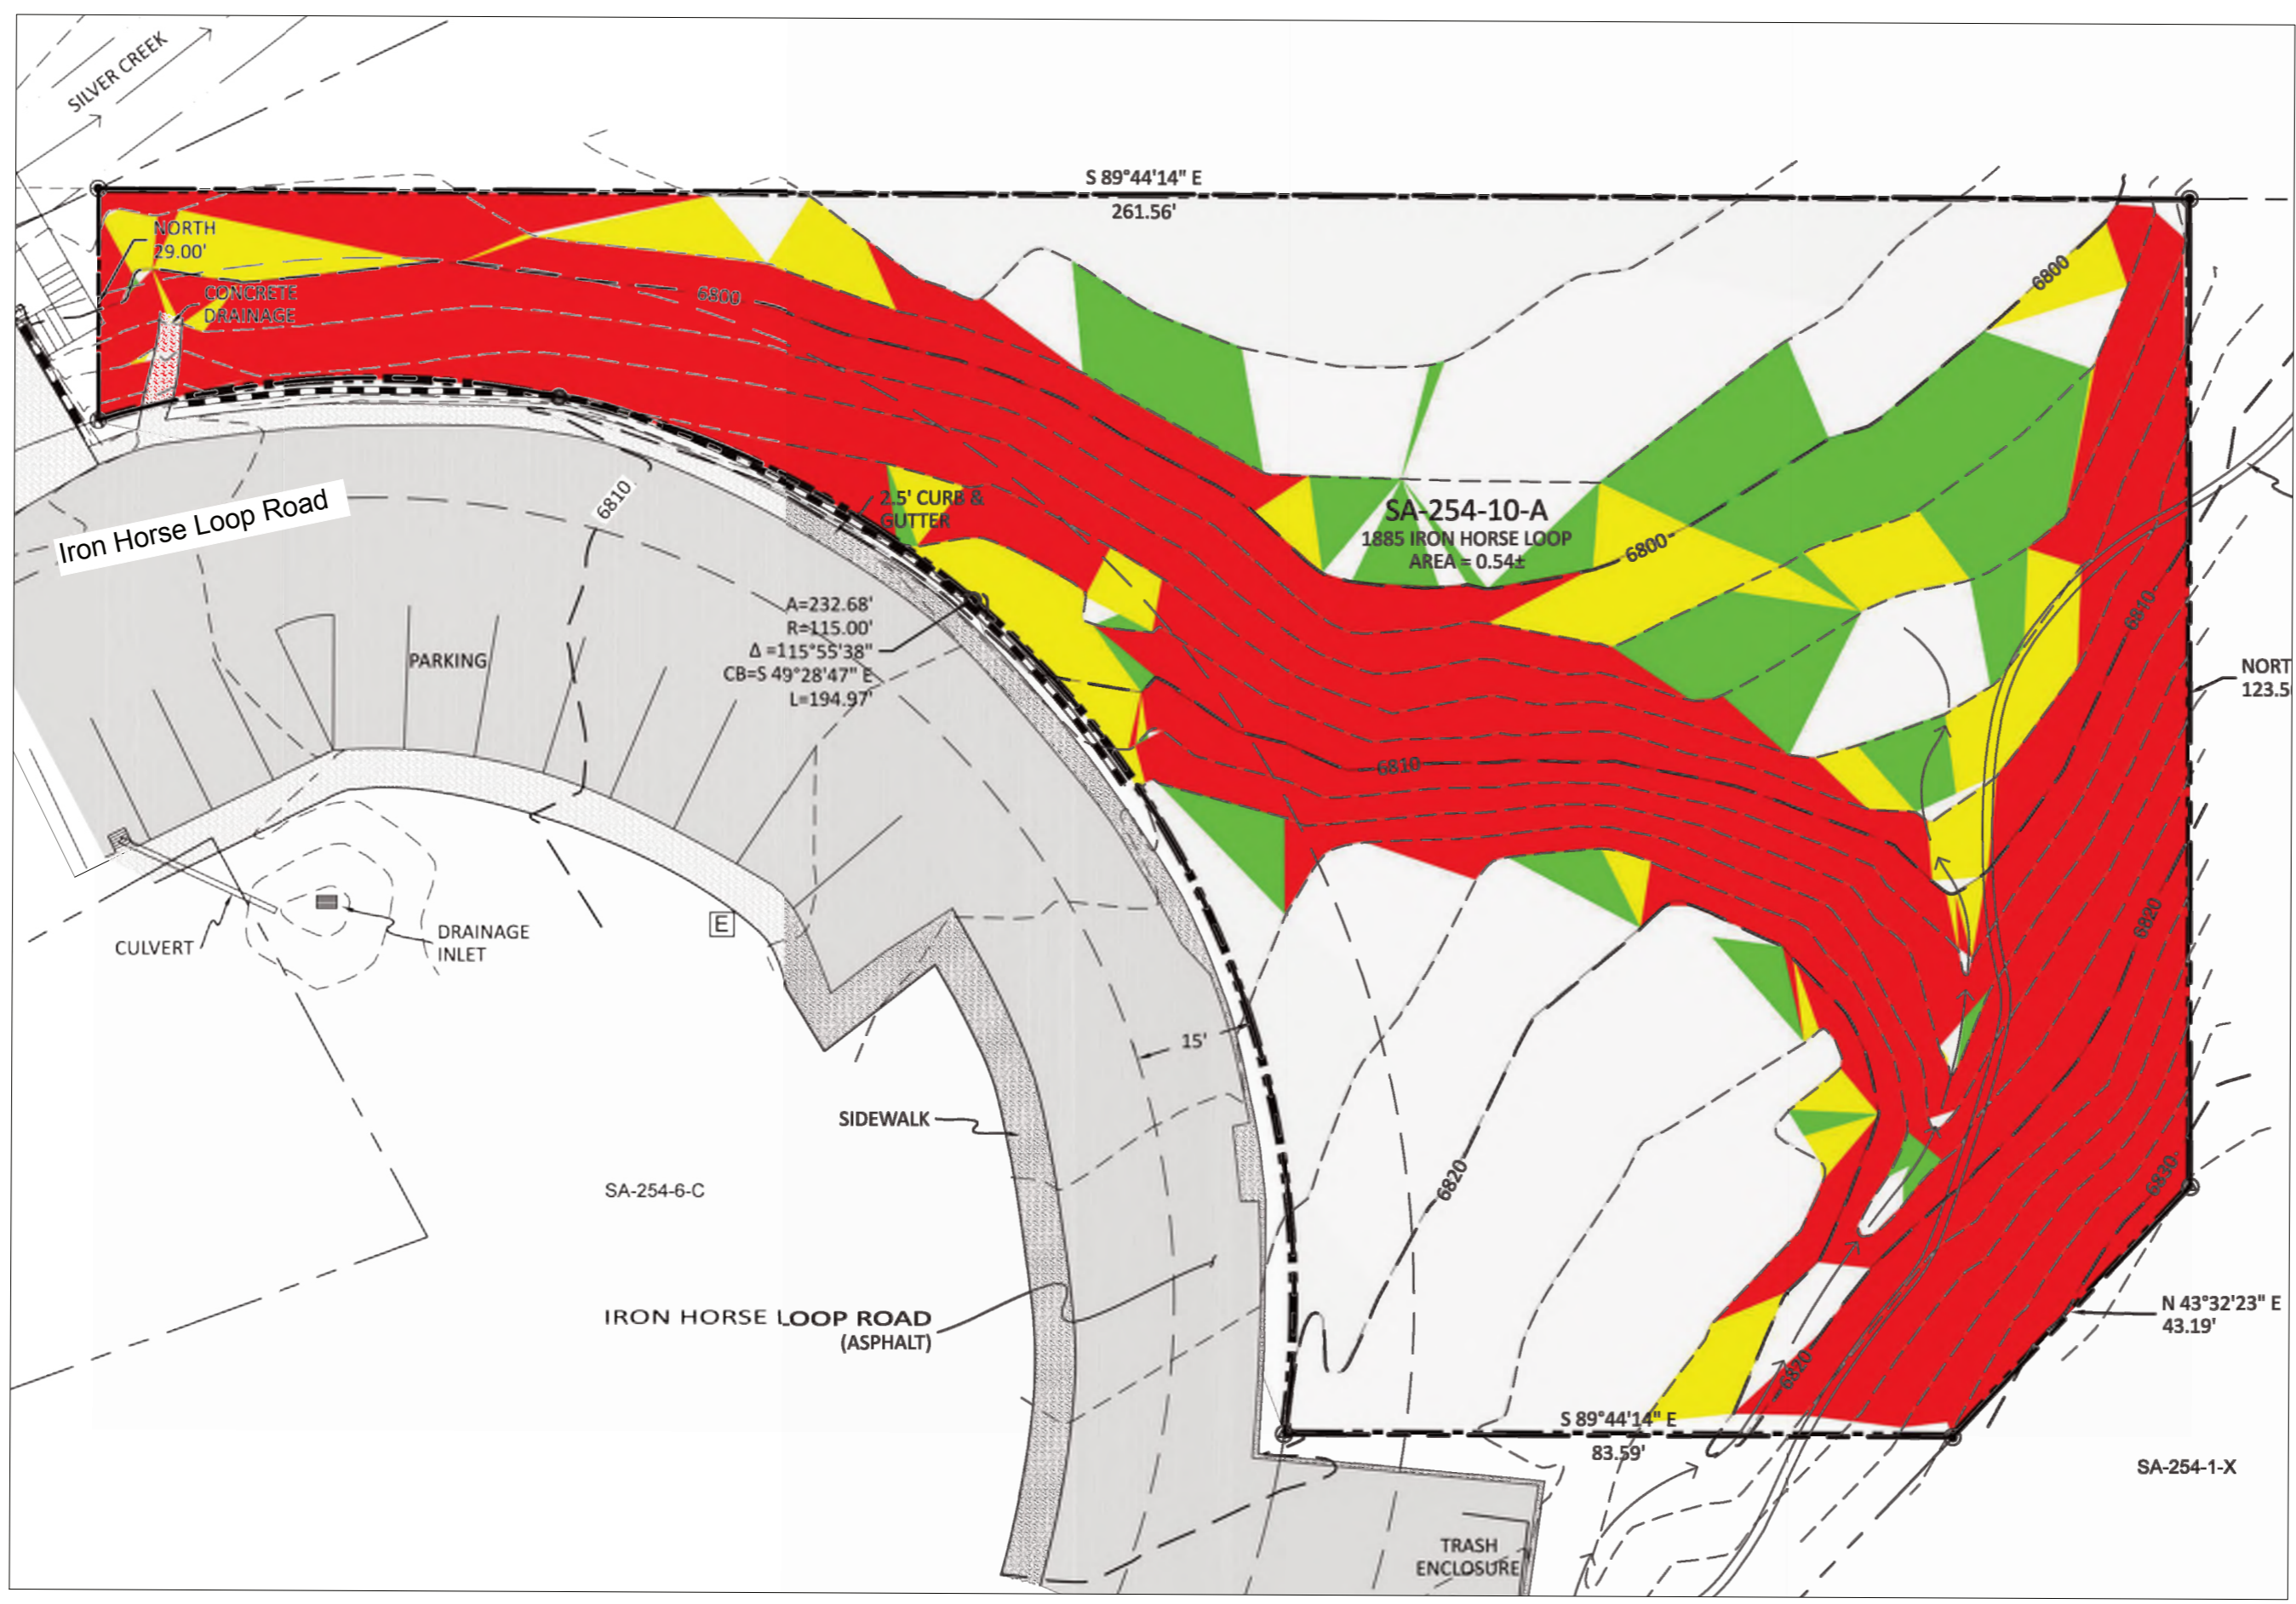 SILVER CREEK
S 89°44'14" E
261.56'
NORTH
29.00'
CONCRETE
DRAINAGE
6800
6800
Iron Horse Loop Road
6810
2.5' CURB &
GUTTER
SA-254-10-A
1885 IRON HORSE LOOP
AREA = 0.54±
6800
6810
A=232.68'
R=115.00'
Δ =115°55'38"
CB=S 49°28'47" E
L=194.97'
PARKING
NORT
123.5
6810
6820
CULVERT
DRAINAGE
INLET
E
15'
SIDEWALK
SA-254-6-C
6820
6830
IRON HORSE LOOP ROAD
(ASPHALT)
N 43°32'23" E
43.19'
6820
S 89°44'14" E
83.59'
SA-254-1-X
TRASH
ENCLOSURE